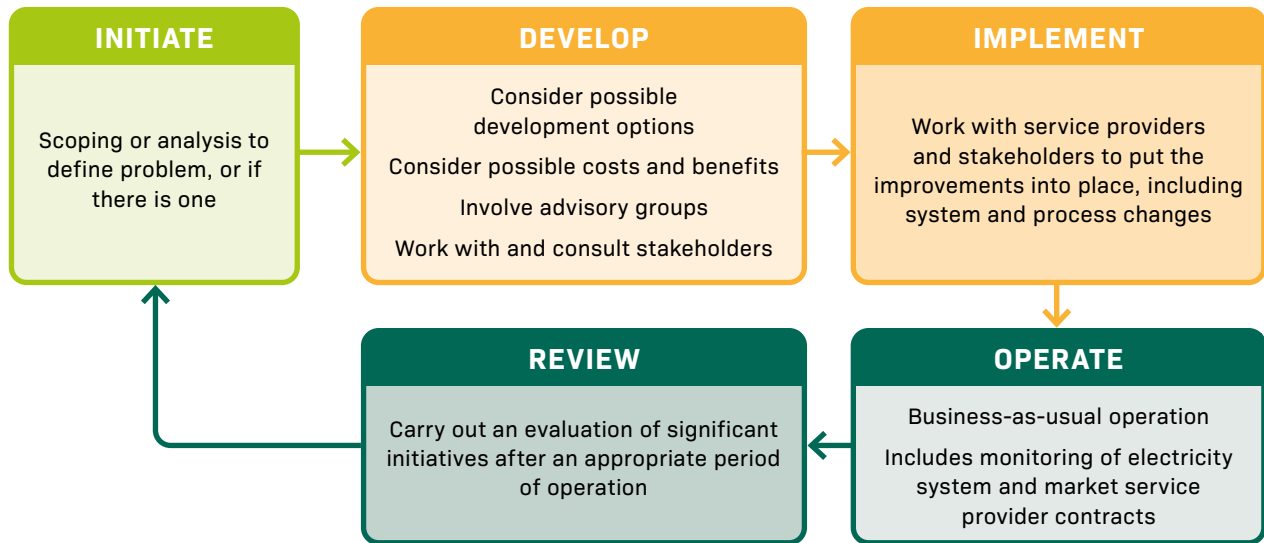 INITIATE
Scoping or analysis to
define problem, or if
there is one
DEVELOP
Consider possible
development options
Consider possible costs and benefits
Involve advisory groups
Work with and consult stakeholders
IMPLEMENT
Work with service providers
and stakeholders to put the
improvements into place, including
system and process changes
OPERATE
Business-as-usual operation
Includes monitoring of electricity
system and market service
provider contracts
REVIEW
Carry out an evaluation of significant
initiatives after an appropriate period
of operation